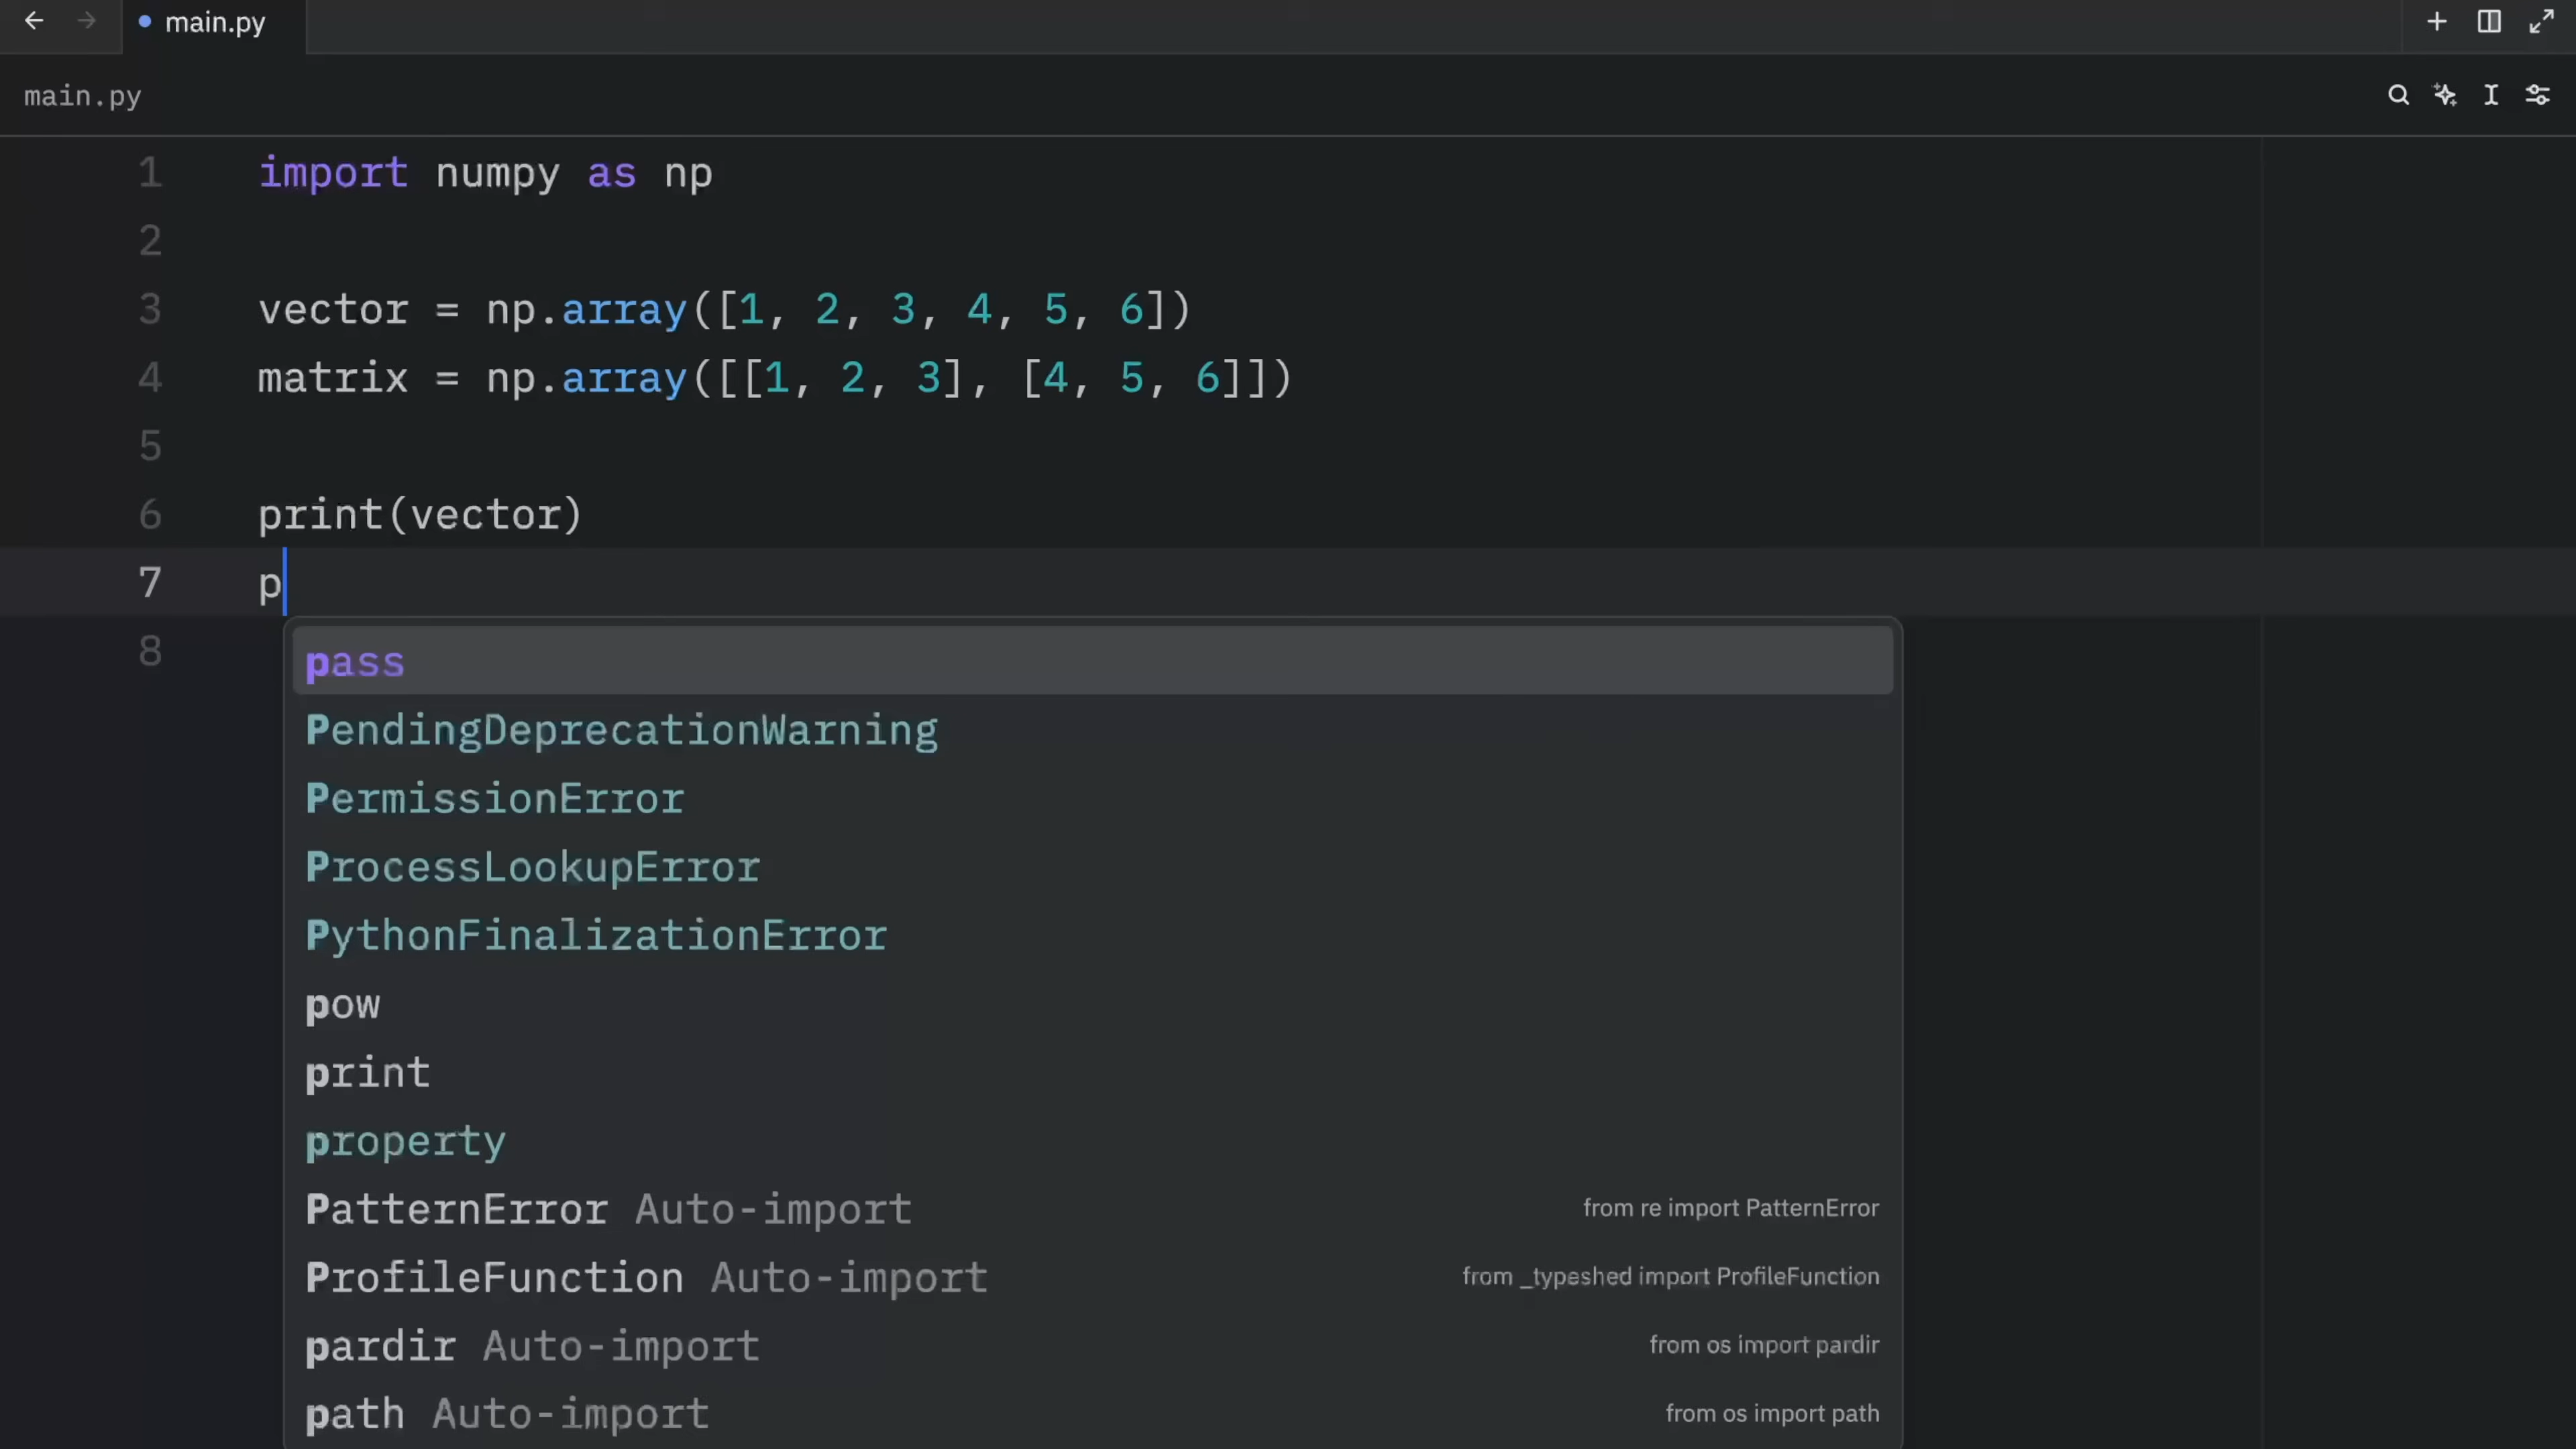 main.py
main.py
1 import numpy as np
2
3 vector = np.array([1, 2, 3, 4, 5, 6])
4 matrix = np.array([[1, 2, 3], [4, 5, 6]])
5
6 print(vector)
7 p
8
pass
PendingDeprecationWarning
PermissionError
ProcessLookupError
PythonFinalizationError
pow
print
property
PatternError Auto-import from re import PatternError
ProfileFunction Auto-import from _typeshed import ProfileFunction
pardir Auto-import from os import pardir
path Auto-import from os import path